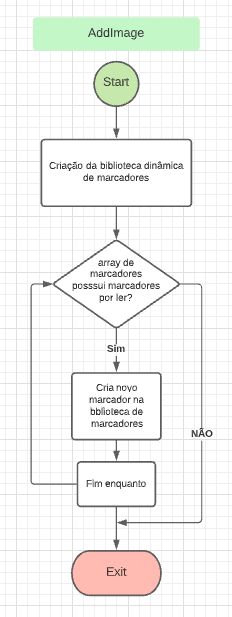 AddImage
Start
Criação da biblioteca dinâmica
de marcadores
array de
marcadores
posssui marcadores
por ler?
Sim
Cria novo
marcador na
bblioteca de
marcadores
NÃO
Fim enquanto
Exit